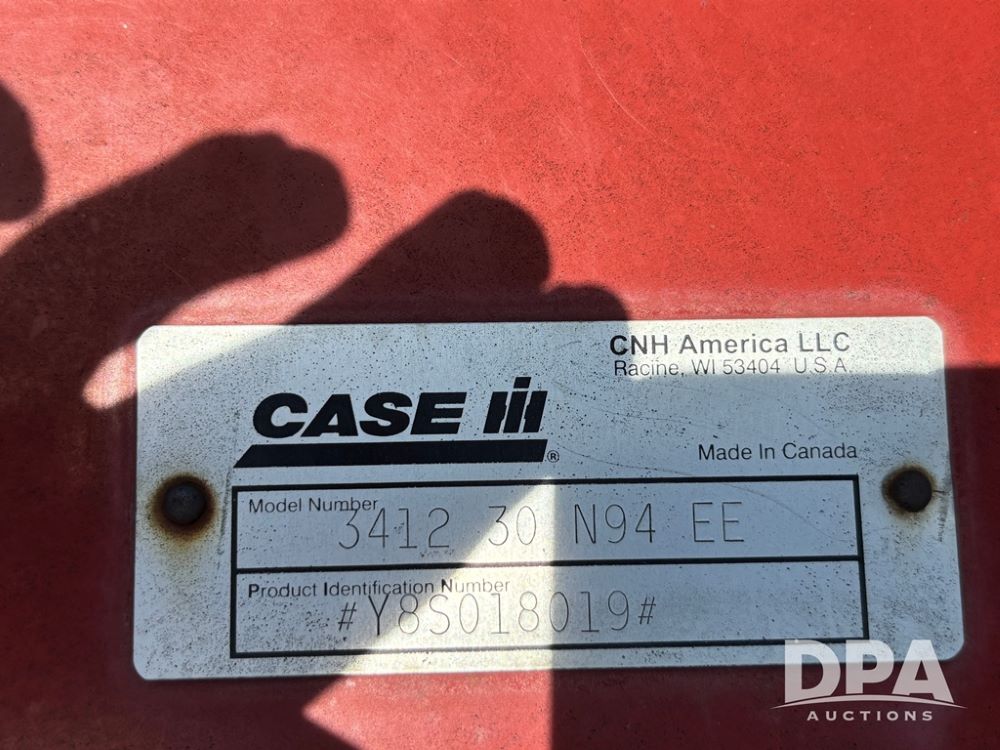 CNH America LLC
Racine, WI 53404 U.S.A.
CASE IH
®
Made In Canada
Model Number
3412 30 N94 EE
Product Identification Number
#Y8S018019#
DPA
AUCTIONS